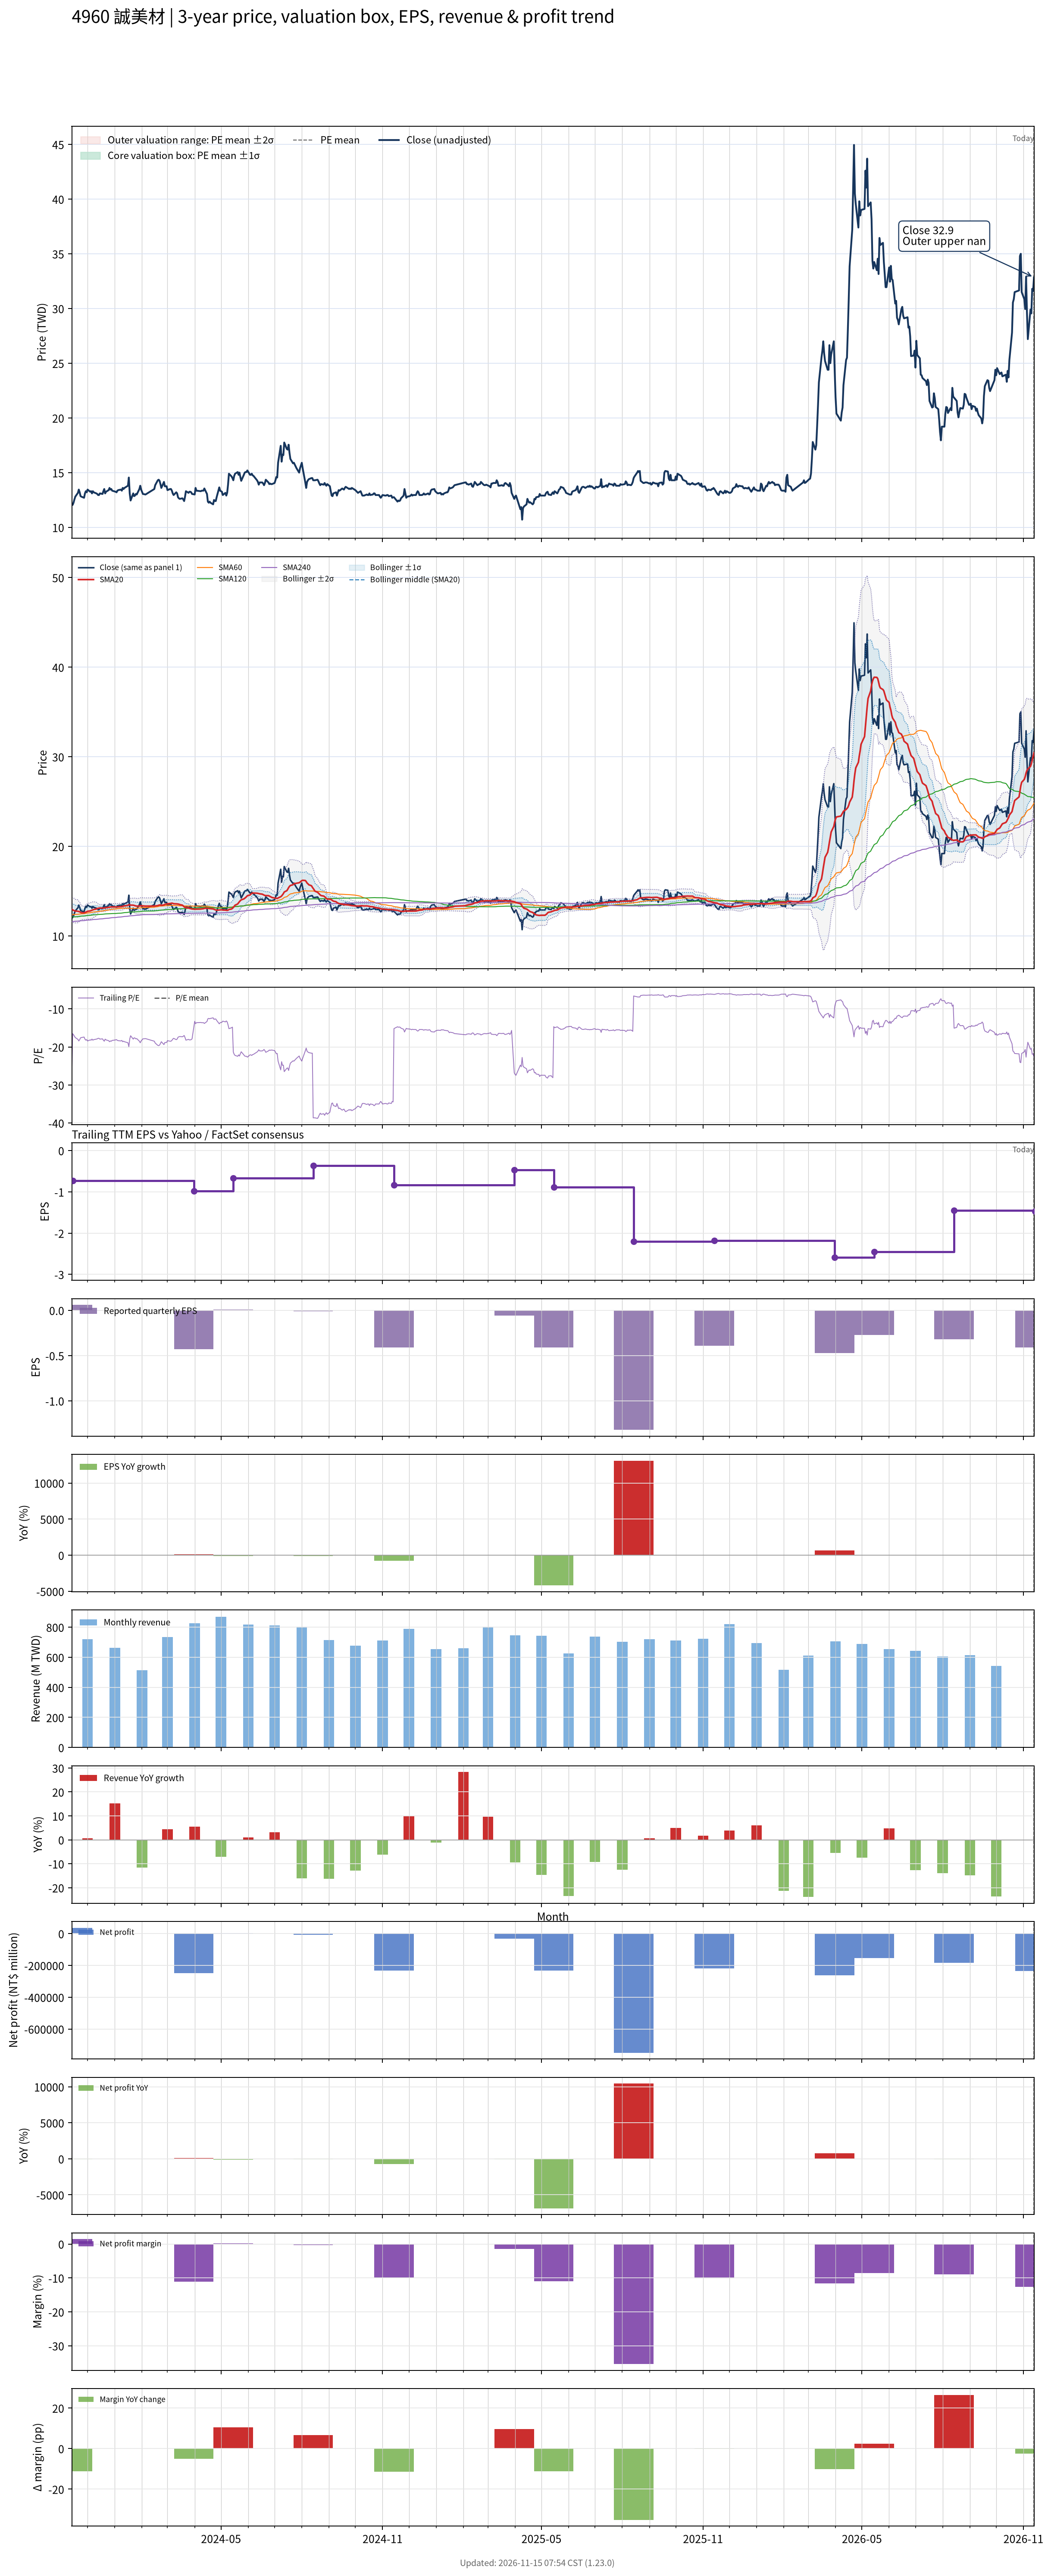 4960 誠美材 | 3-year price, valuation box, EPS, revenue & profit trend
Outer valuation range: PE mean ±2σ
PE mean
Close (unadjusted)
Core valuation box: PE mean ±1σ
Today
Close 32.9
Outer upper nan
Price (TWD)
45
40
35
30
25
20
15
10
Close (same as panel 1)
SMA20
SMA60
SMA120
SMA240
Bollinger ±2σ
Bollinger ±1σ
Bollinger middle (SMA20)
Price
50
40
30
20
10
Trailing P/E
P/E mean
P/E
-10
-20
-30
-40
Trailing TTM EPS vs Yahoo / FactSet consensus
Today
EPS
0
-1
-2
-3
Reported quarterly EPS
EPS
0.0
-0.5
-1.0
EPS YoY growth
YoY (%)
10000
5000
0
-5000
Monthly revenue
Revenue (M TWD)
800
600
400
200
0
Revenue YoY growth
YoY (%)
30
20
10
0
-10
-20
Month
Net profit
Net profit (NT$ million)
0
-200000
-400000
-600000
Net profit YoY
YoY (%)
10000
5000
0
-5000
Net profit margin
Margin (%)
0
-10
-20
-30
Margin YoY change
Δ margin (pp)
20
0
-20
2024-05
2024-11
2025-05
2025-11
2026-05
2026-11
Updated: 2026-11-15 07:54 CST (1.23.0)